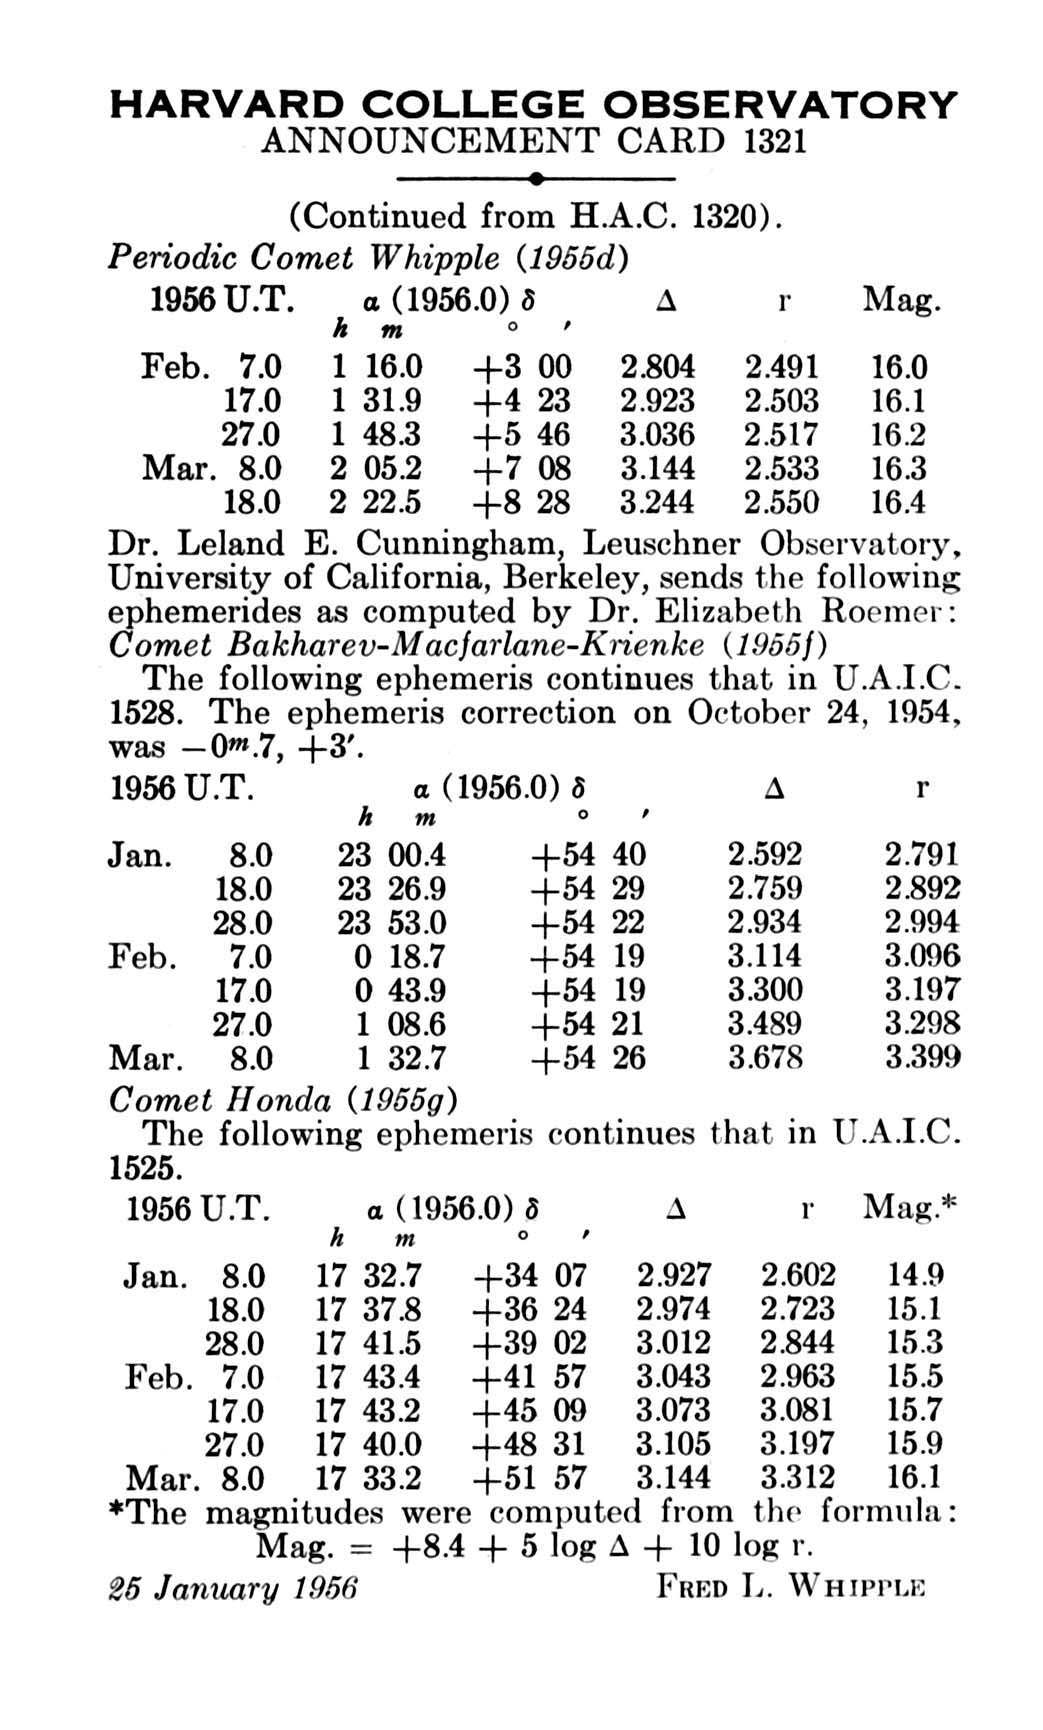 HARVARD COLLEGE OBSERVATORY
ANNOUNCEMENT CARD 1321
(Continued from H.A.C. 1320).
Periodic Comet Whipple (1955d)
1956 U.T. α (1956.0) δ Δ r Mag.
h m ° ′
Feb. 7.0 1 16.0 +3 00 2.804 2.491 16.0
17.0 1 31.9 +4 23 2.923 2.503 16.1
27.0 1 48.3 +5 46 3.036 2.517 16.2
Mar. 8.0 2 05.2 +7 08 3.144 2.533 16.3
18.0 2 22.5 +8 28 3.244 2.550 16.4
Dr. Leland E. Cunningham, Leuschner Observatory,
University of California, Berkeley, sends the following
ephemerides as computed by Dr. Elizabeth Roemer:
Comet Bakharev-Macfarlane-Krienke (1955f)
The following ephemeris continues that in U.A.I.C.
1528. The ephemeris correction on October 24, 1954,
was −0m.7, +3′.
1956 U.T. α (1956.0) δ Δ r
h m ° ′
Jan. 8.0 23 00.4 +54 40 2.592 2.791
18.0 23 26.9 +54 29 2.759 2.892
28.0 23 53.0 +54 22 2.934 2.994
Feb. 7.0 0 18.7 +54 19 3.114 3.096
17.0 0 43.9 +54 19 3.300 3.197
27.0 1 08.6 +54 21 3.489 3.298
Mar. 8.0 1 32.7 +54 26 3.678 3.399
Comet Honda (1955g)
The following ephemeris continues that in U.A.I.C.
1525.
1956 U.T. α (1956.0) δ Δ r Mag.*
h m ° ′
Jan. 8.0 17 32.7 +34 07 2.927 2.602 14.9
18.0 17 37.8 +36 24 2.974 2.723 15.1
28.0 17 41.5 +39 02 3.012 2.844 15.3
Feb. 7.0 17 43.4 +41 57 3.043 2.963 15.5
17.0 17 43.2 +45 09 3.073 3.081 15.7
27.0 17 40.0 +48 31 3.105 3.197 15.9
Mar. 8.0 17 33.2 +51 57 3.144 3.312 16.1
*The magnitudes were computed from the formula:
Mag. = +8.4 + 5 log Δ + 10 log r.
25 January 1956 FRED L. WHIPPLE